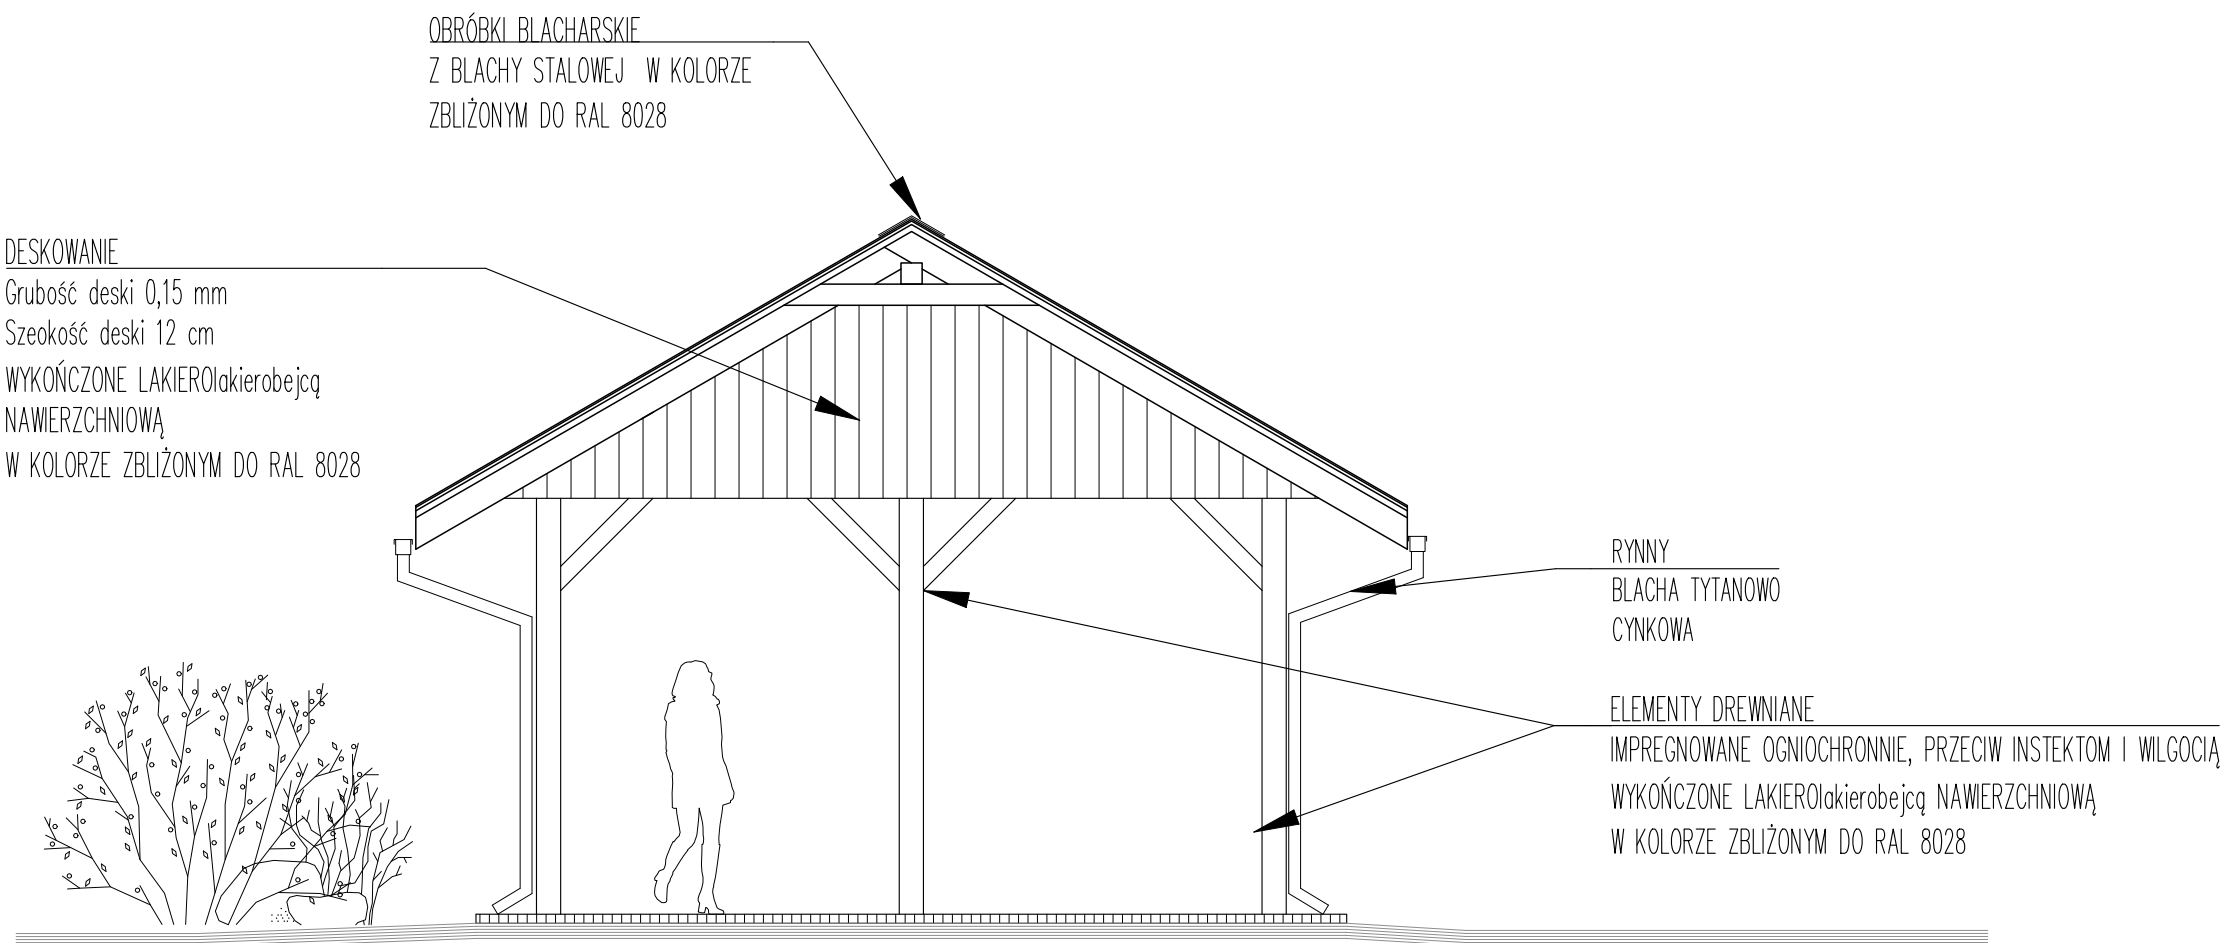 OBRÓBKI BLACHARSKIE
Z BLACHY STALOWEJ W KOLORZE
ZBLIŻONYM DO RAL 8028
DESKOWANIE
Grubość deski 0,15 mm
Szeokość deski 12 cm
WYKOŃCZONE LAKIEROlakierobejcą
NAWIERZCHNIOWĄ
W KOLORZE ZBLIŻONYM DO RAL 8028
RYNNY
BLACHA TYTANOWO
CYNKOWA
ELEMENTY DREWNIANE
IMPREGNOWANE OGNIOCHRONNIE, PRZECIW INSTEKTOM I WILGOCIĄ
WYKOŃCZONE LAKIEROlakierobejcą NAWIERZCHNIOWĄ
W KOLORZE ZBLIŻONYM DO RAL 8028